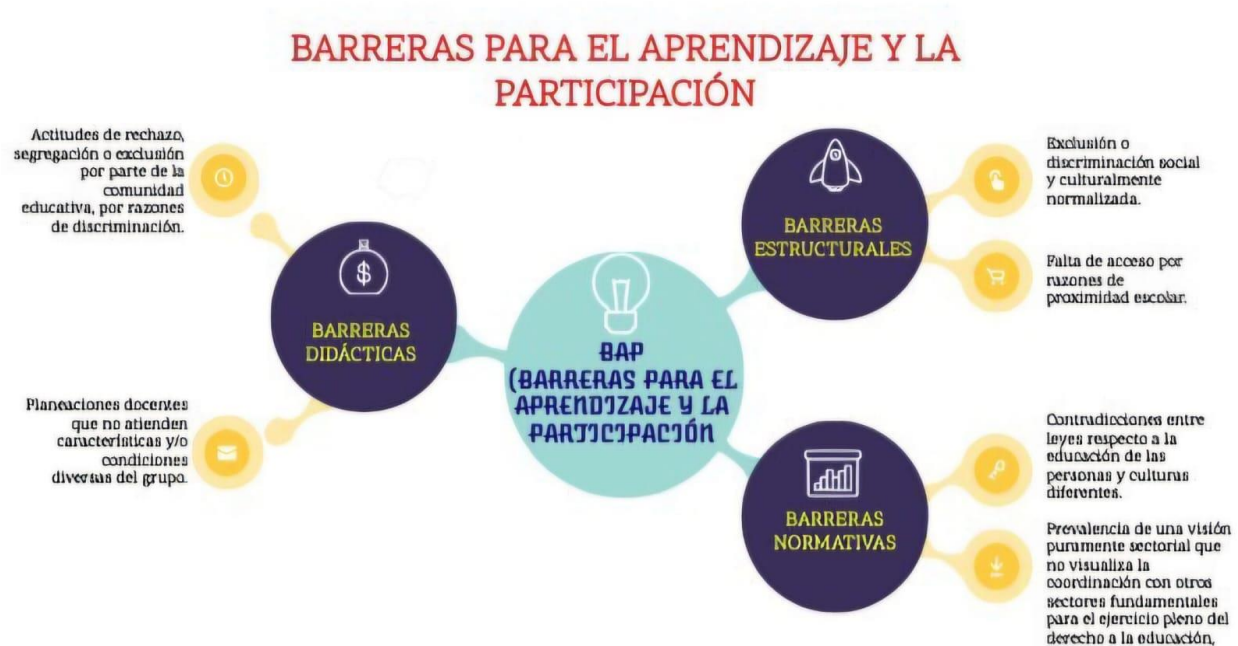 BARRERAS PARA EL APRENDIZAJE Y LA
PARTICIPACIÓN
Actitudes de rechazo,
segregación o exclusión
por parte de la
comunidad
educativa, por razones
de discriminación.
BARRERAS
DIDÁCTICAS
Planeaciones docentes
que no atienden
características y/o
condiciones
diversas del grupo.
BAP
(BARRERAS PARA EL
APRENDIZAJE Y LA
PARTICIPACIÓN
BARRERAS
ESTRUCTURALES
Exclusión o
discriminación social
y culturalmente
normalizada.
Falta de acceso por
razones de
proximidad escolar.
BARRERAS
NORMATIVAS
Contradicciones entre
leyes respecto a la
educación de las
personas y culturas
diferentes.
Prevalencia de una visión
puramente sectorial que
no visualiza la
coordinación con otros
sectores fundamentales
para el ejercicio pleno del
derecho a la educación,